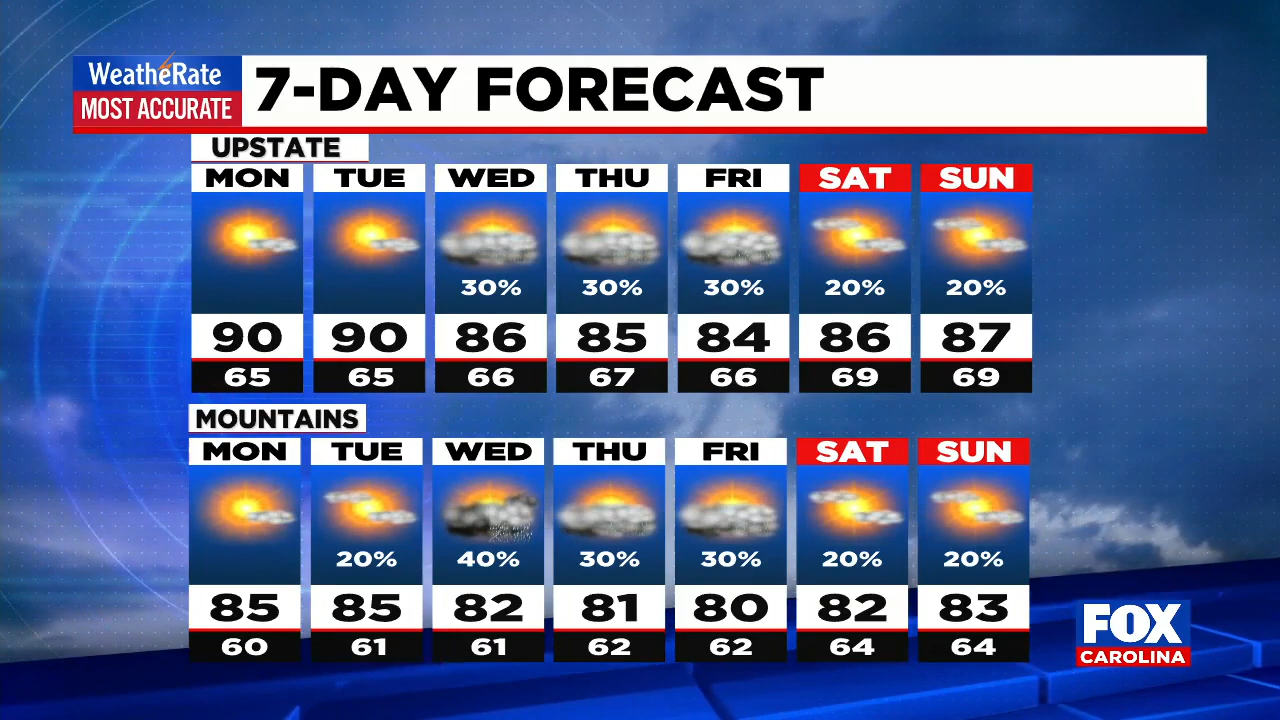 WeatheRate
MOST ACCURATE
7-DAY FORECAST
UPSTATE
MON TUE WED THU FRI SAT SUN
30% 30% 30% 20% 20%
90 90 86 85 84 86 87
65 65 66 67 66 69 69
MOUNTAINS
MON TUE WED THU FRI SAT SUN
20% 40% 30% 30% 20% 20%
85 85 82 81 80 82 83
60 61 61 62 62 64 64
FOX
CAROLINA